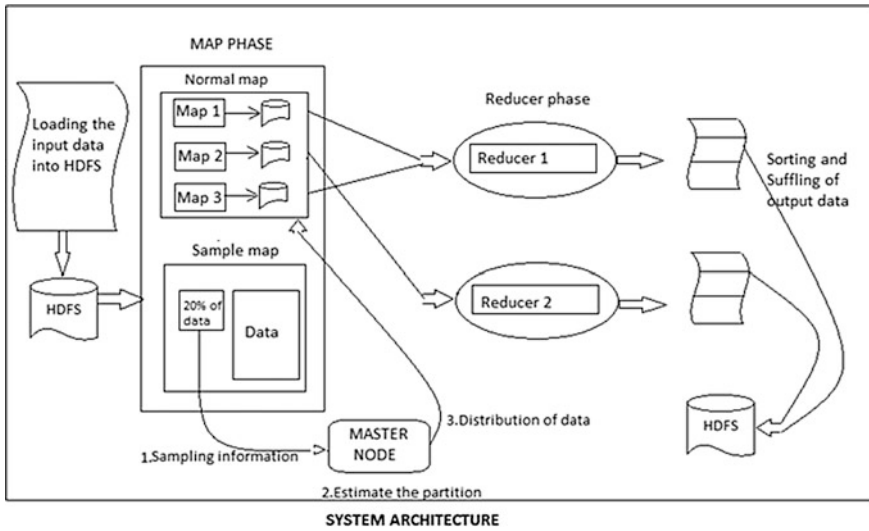 MAP PHASE
Normal map
Loading the
input data
into HDFS
Map 1
Map 2
Map 3
Reducer phase
Reducer 1
Sorting and
Suffling of
output data
Sample map
HDFS
20% of
data
Data
Reducer 2
3.Distribution of data
HDFS
1.Sampling information
MASTER
NODE
2.Estimate the partition
SYSTEM ARCHITECTURE